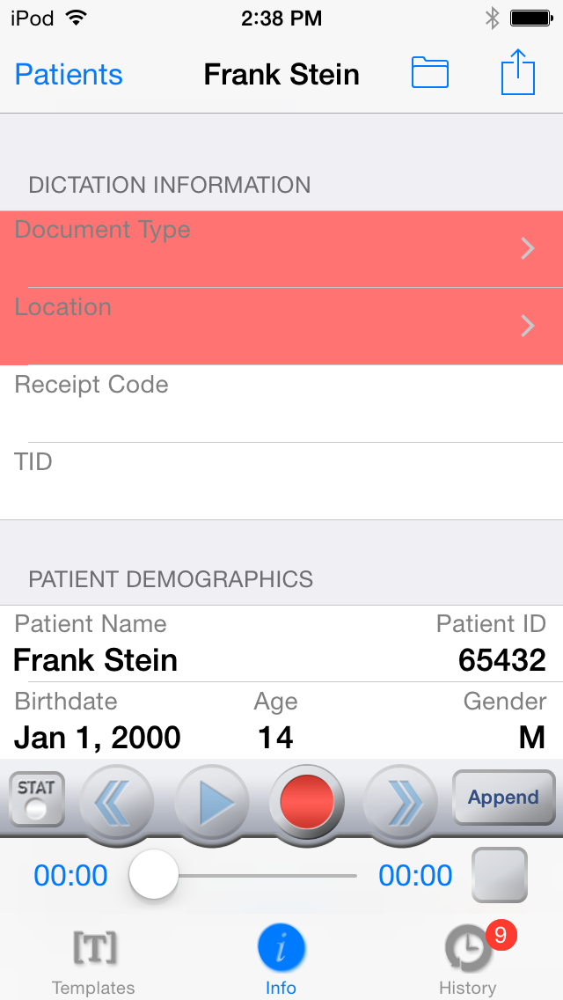 iPod 2:38 PM
Patients Frank Stein
DICTATION INFORMATION
Document Type
Location
Receipt Code
TID
PATIENT DEMOGRAPHICS
Patient Name Patient ID
Frank Stein 65432
Birthdate Age Gender
Jan 1, 2000 14 M
STAT Append
00:00 00:00
[T] i 9
Templates Info History